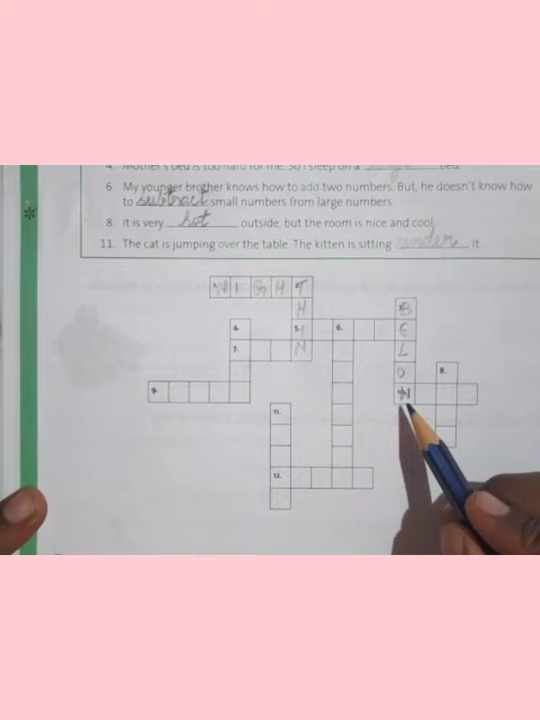 6. My younger brother knows how to add two numbers. But, he doesn't know how
to subtract small numbers from large numbers
8. It is very hot outside, but the room is nice and cool
11. The cat is jumping over the table. The kitten is sitting under it
W E G H T
H
B
4.
5. I
6.
E
7.
N
L
O
8.
9.
W
11.
12.